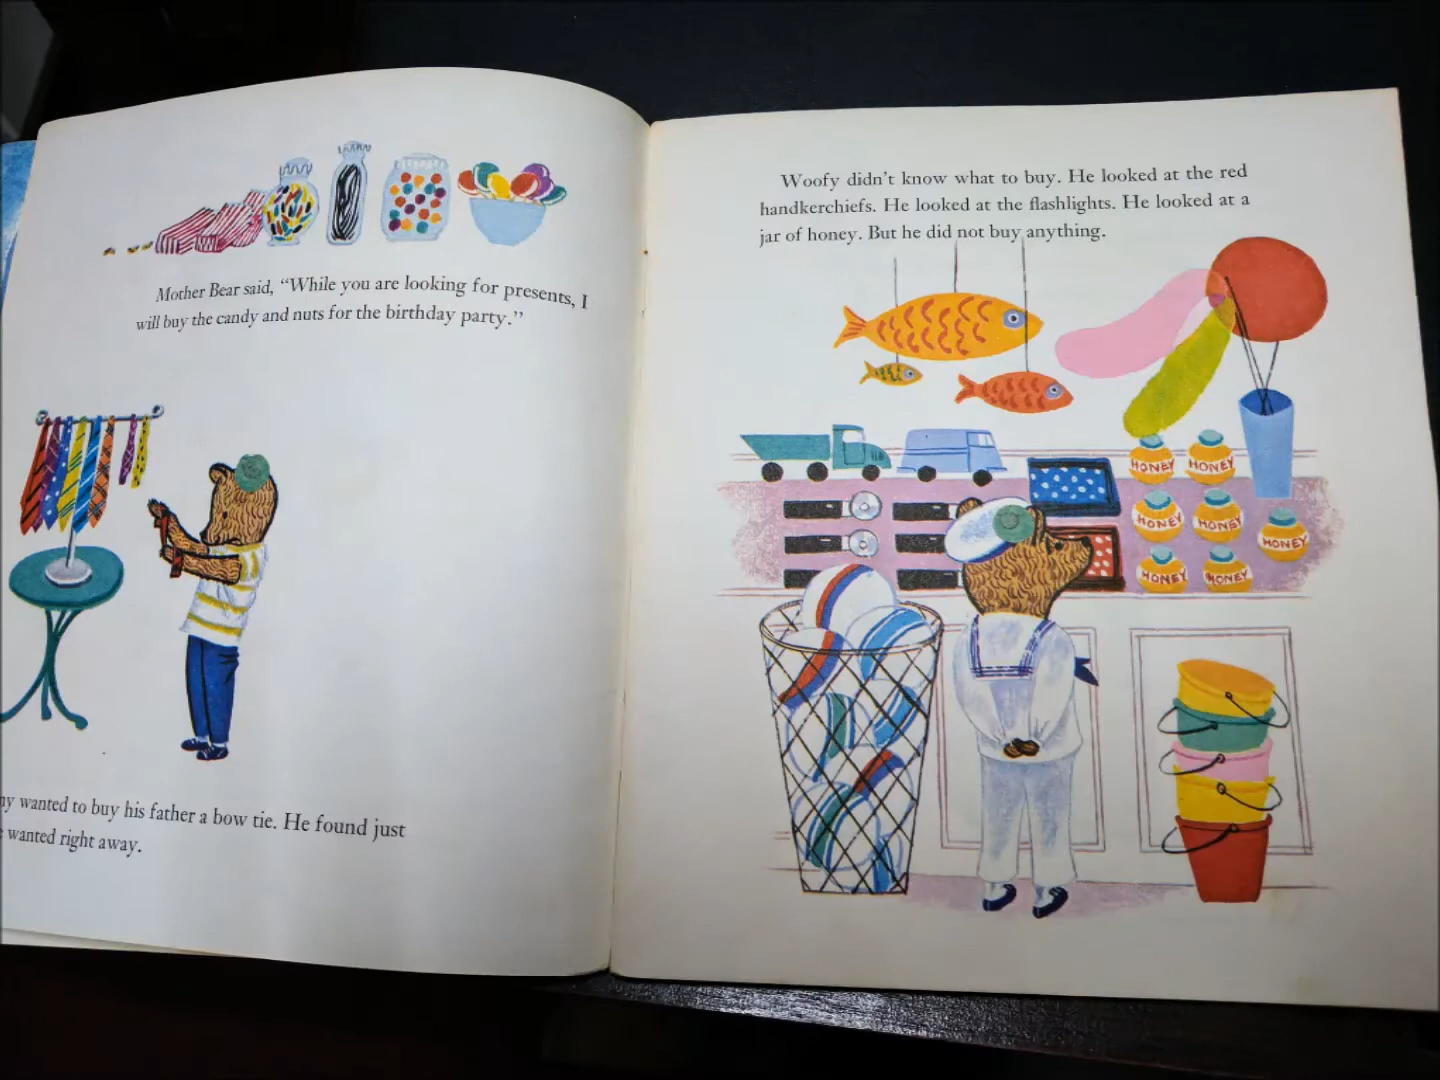 Mother Bear said, “While you are looking for presents, I
will buy the candy and nuts for the birthday party.”
wanted to buy his father a bow tie. He found just
wanted right away.
Woofy didn’t know what to buy. He looked at the red
handkerchiefs. He looked at the flashlights. He looked at a
jar of honey. But he did not buy anything.
HONEY HONEY
HONEY HONEY HONEY
HONEY HONEY